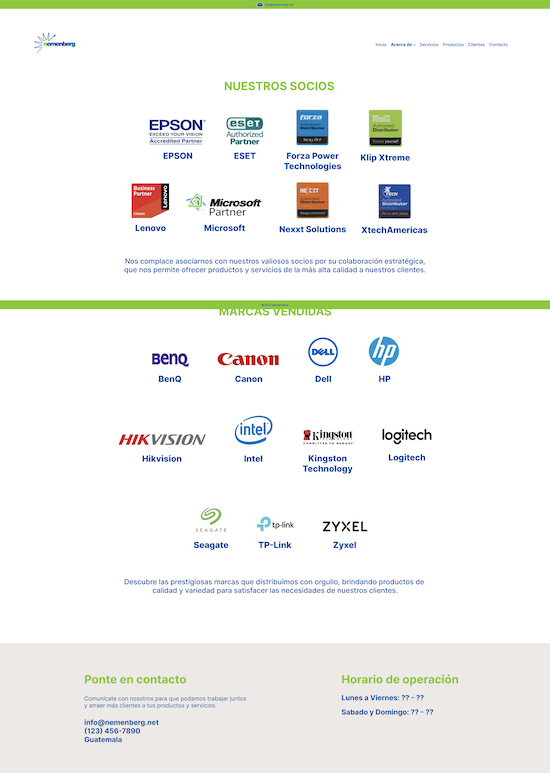 info@nemenberg.net
nemenberg
Inicio Acerca de Servicios Productos Clientes Contacto
NUESTROS SOCIOS
EPSON
EXCEED YOUR VISION
Accredited Partner
EPSON
eseT
Authorized
Partner
ESET
forza
Authorized
Distributor
Forza Power
Technologies
Authorized
Distributor
Klip Xtreme
Business
Partner
Lenovo
Lenovo
Microsoft
Partner
Microsoft
Authorized
Distributor
Nexxt Solutions
Authorized
Distributor
XtechAmericas
Nos complace asociarnos con nuestros valiosos socios por su colaboración estratégica,
que nos permite ofrecer productos y servicios de la más alta calidad a nuestros clientes.
MARCAS VENDIDAS
BenQ
BenQ
Canon
Canon
DELL
Dell
hp
HP
HIKVISION
Hikvision
intel
Intel
Kingston
COMMITTED TO MEMORY
Kingston
Technology
logitech
Logitech
SEAGATE
Seagate
tp-link
TP-Link
ZYXEL
Zyxel
Descubre las prestigiosas marcas que distribuimos con orgullo, brindando productos de
calidad y variedad para satisfacer las necesidades de nuestros clientes.
Ponte en contacto
Comunícate con nosotros para que podamos trabajar juntos
y atraer más clientes a tus productos y servicios.
info@nemenberg.net
(123) 456-7890
Guatemala
Horario de operación
Lunes a Viernes: ?? - ??
Sabado y Domingo: ?? - ??